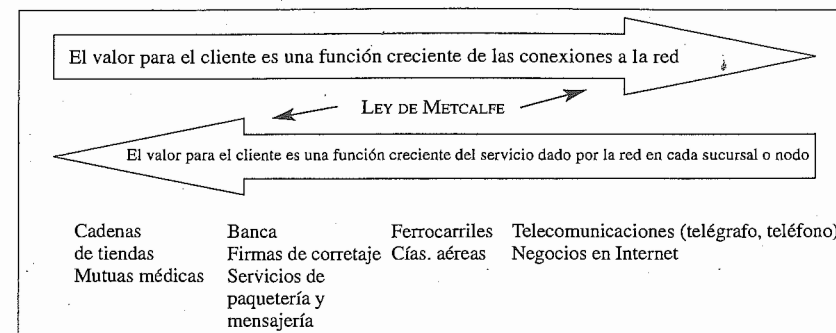 El valor para el cliente es una función creciente de las conexiones a la red
LEY DE METCALFE
El valor para el cliente es una función creciente del servicio dado por la red en cada sucursal o nodo
Cadenas
de tiendas
Mutuas médicas
Banca
Firmas de corretaje
Servicios de
paquetería y
mensajería
Ferrocarriles
Cías. aéreas
Telecomunicaciones (telégrafo, teléfono)
Negocios en Internet